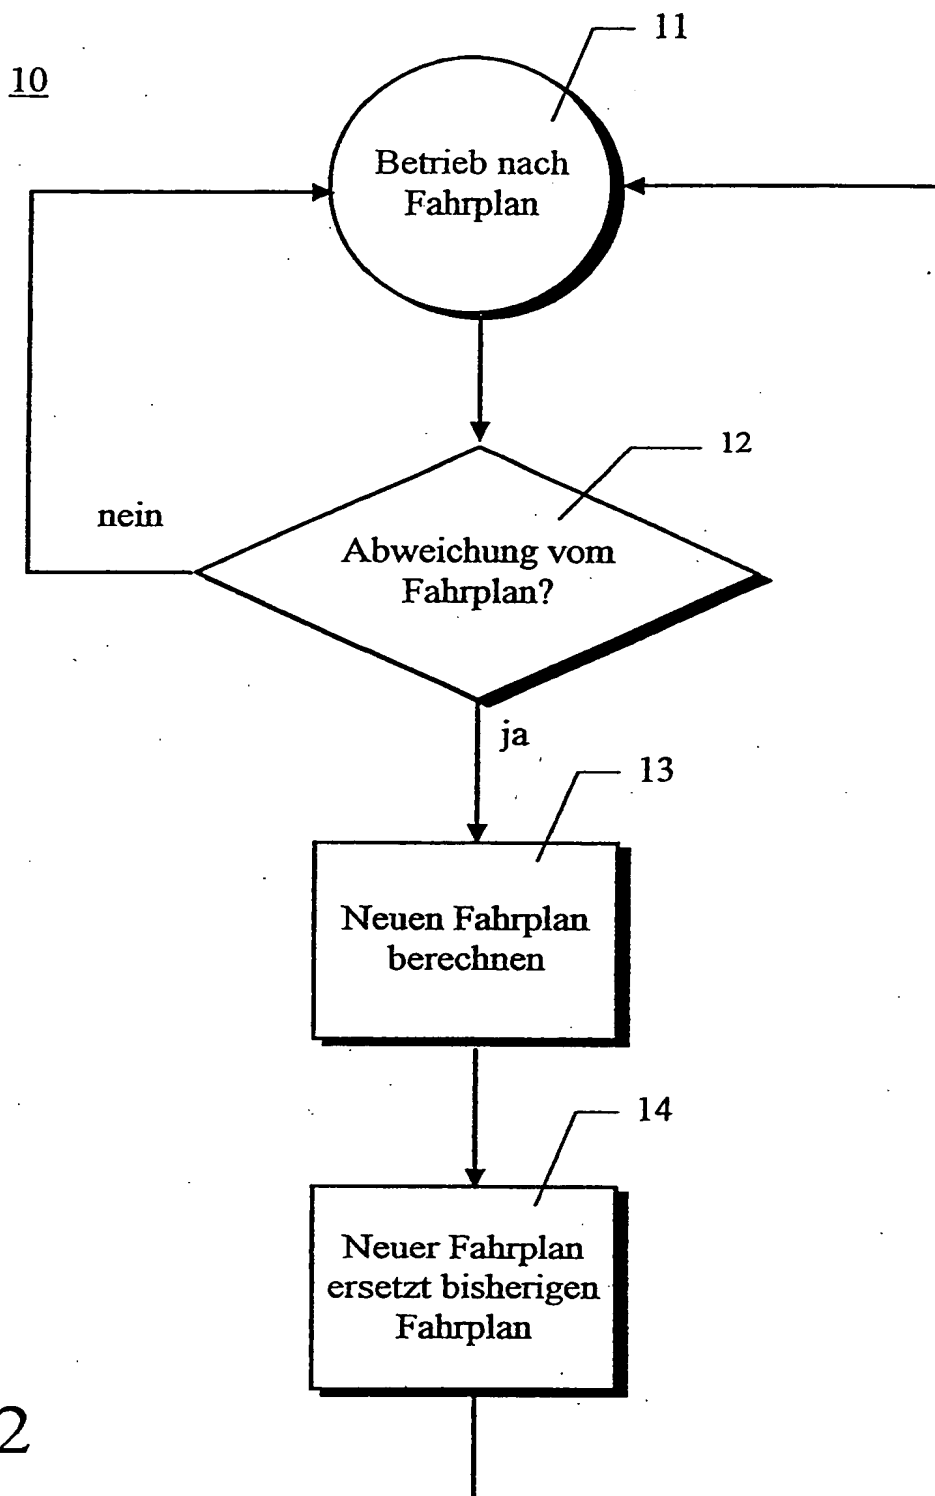 11
10
Betrieb nach
Fahrplan
12
nein
Abweichung vom
Fahrplan?
ja
13
Neuen Fahrplan
berechnen
14
Neuer Fahrplan
ersetzt bisherigen
Fahrplan
2